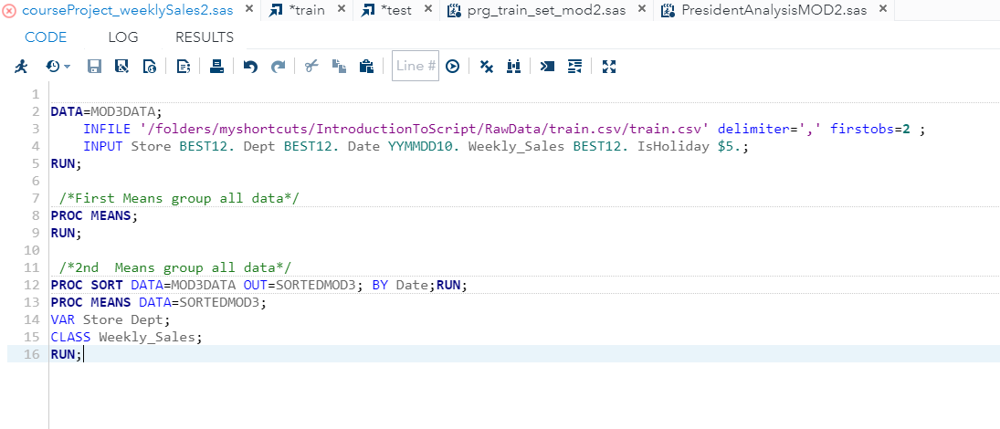 courseProject_weeklySales2.sas × *train × *test × prg_train_set_mod2.sas × PresidentAnalysisMOD2.sas ×
CODE LOG RESULTS
Line #
1
2 DATA=MOD3DATA;
3 INFILE '/folders/myshortcuts/IntroductionToScript/RawData/train.csv/train.csv' delimiter=',' firstobs=2 ;
4 INPUT Store BEST12. Dept BEST12. Date YYMMDD10. Weekly_Sales BEST12. IsHoliday $5.;
5 RUN;
6
7 /*First Means group all data*/
8 PROC MEANS;
9 RUN;
10
11 /*2nd  Means group all data*/
12 PROC SORT DATA=MOD3DATA OUT=SORTEDMOD3; BY Date;RUN;
13 PROC MEANS DATA=SORTEDMOD3;
14 VAR Store Dept;
15 CLASS Weekly_Sales;
16 RUN;